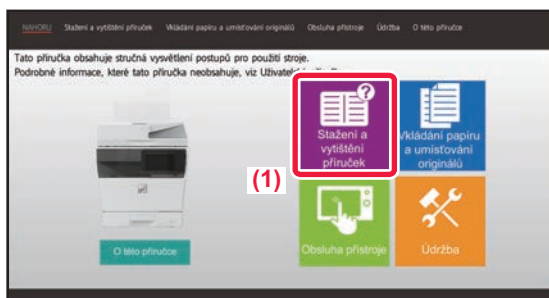 NAHORU Stažení a vytištění příruček Vkládání papíru a umisťování originálů Obsluha přístroje Údržba O této příručce
Tato příručka obsahuje stručná vysvětlení postupů pro použití stroje.
Podrobné informace, které tato příručka neobsahuje, viz
Stažení a
vytištění
příruček
Vkládání papíru
a umisťování
originálů
(1)
Obsluha přístroje
Údržba
O této příručce